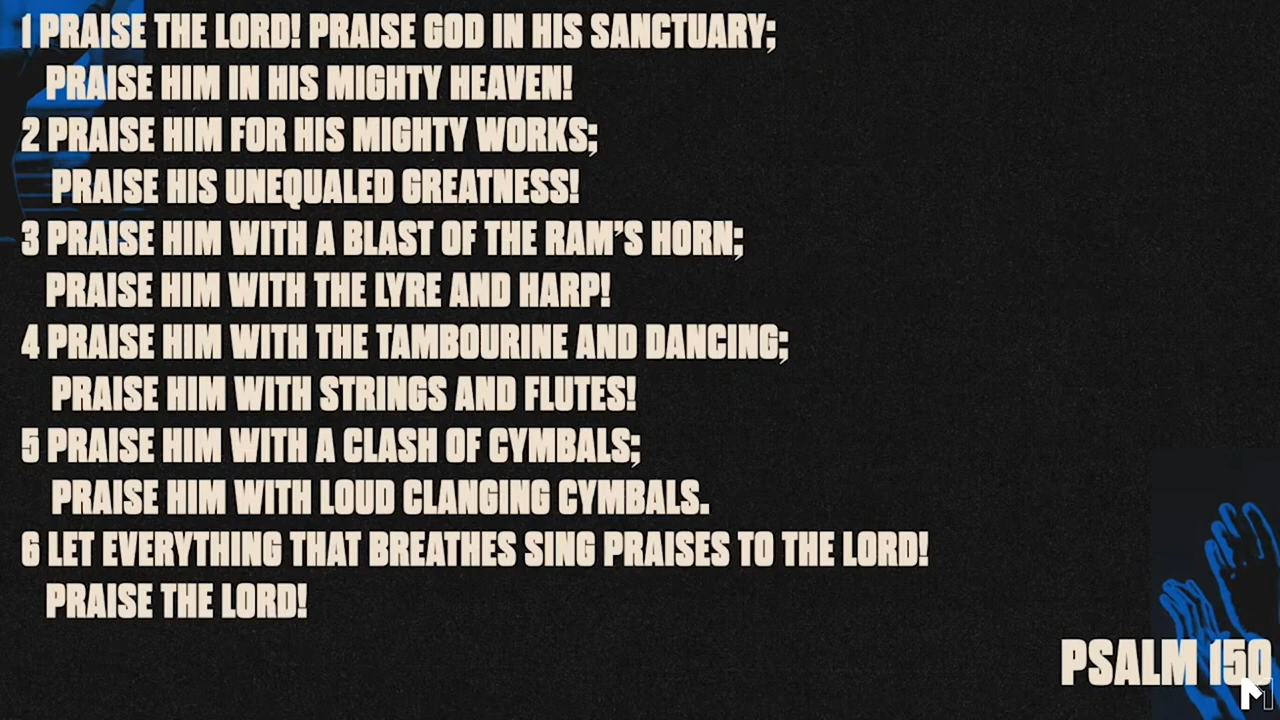 1 PRAISE THE LORD! PRAISE GOD IN HIS SANCTUARY;
PRAISE HIM IN HIS MIGHTY HEAVEN!
2 PRAISE HIM FOR HIS MIGHTY WORKS;
PRAISE HIS UNEQUALED GREATNESS!
3 PRAISE HIM WITH A BLAST OF THE RAM’S HORN;
PRAISE HIM WITH THE LYRE AND HARP!
4 PRAISE HIM WITH THE TAMBOURINE AND DANCING;
PRAISE HIM WITH STRINGS AND FLUTES!
5 PRAISE HIM WITH A CLASH OF CYMBALS;
PRAISE HIM WITH LOUD CLANGING CYMBALS.
6 LET EVERYTHING THAT BREATHES SING PRAISES TO THE LORD!
PRAISE THE LORD!
PSALM 150